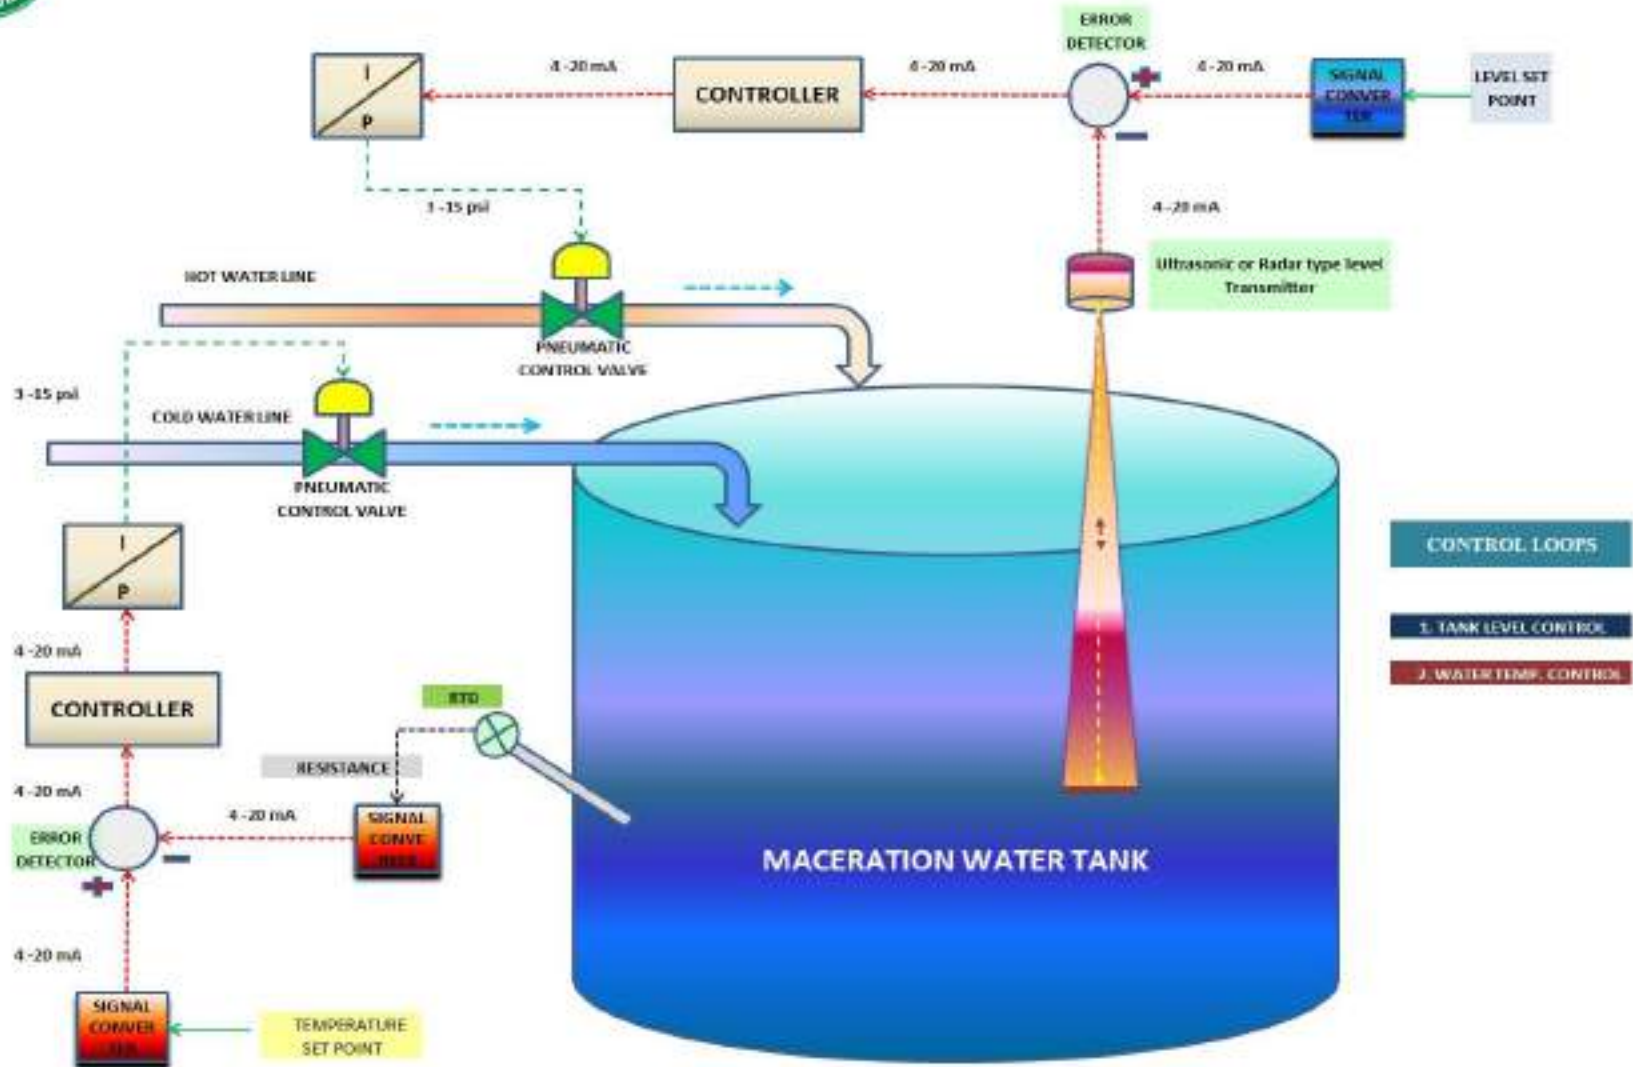 ERROR
DETECTOR
I
P
4-20 mA
CONTROLLER
4-20 mA
4-20 mA
SIGNAL
CONVER
TER
LEVEL SET
POINT
3 -15 psi
4-20 mA
HOT WATER LINE
Ultrasonic or Radar type level
Transmitter
PNEUMATIC
CONTROL VALVE
3 -15 psi
COLD WATER LINE
PNEUMATIC
CONTROL VALVE
I
P
CONTROL LOOPS
1. TANK LEVEL CONTROL
2. WATER TEMP. CONTROL
4-20 mA
CONTROLLER
RTD
RESISTANCE
4-20 mA
4-20 mA
SIGNAL
CONVE
ERROR
DETECTOR
MACERATION WATER TANK
4-20 mA
SIGNAL
CONVER
TER
TEMPERATURE
SET POINT